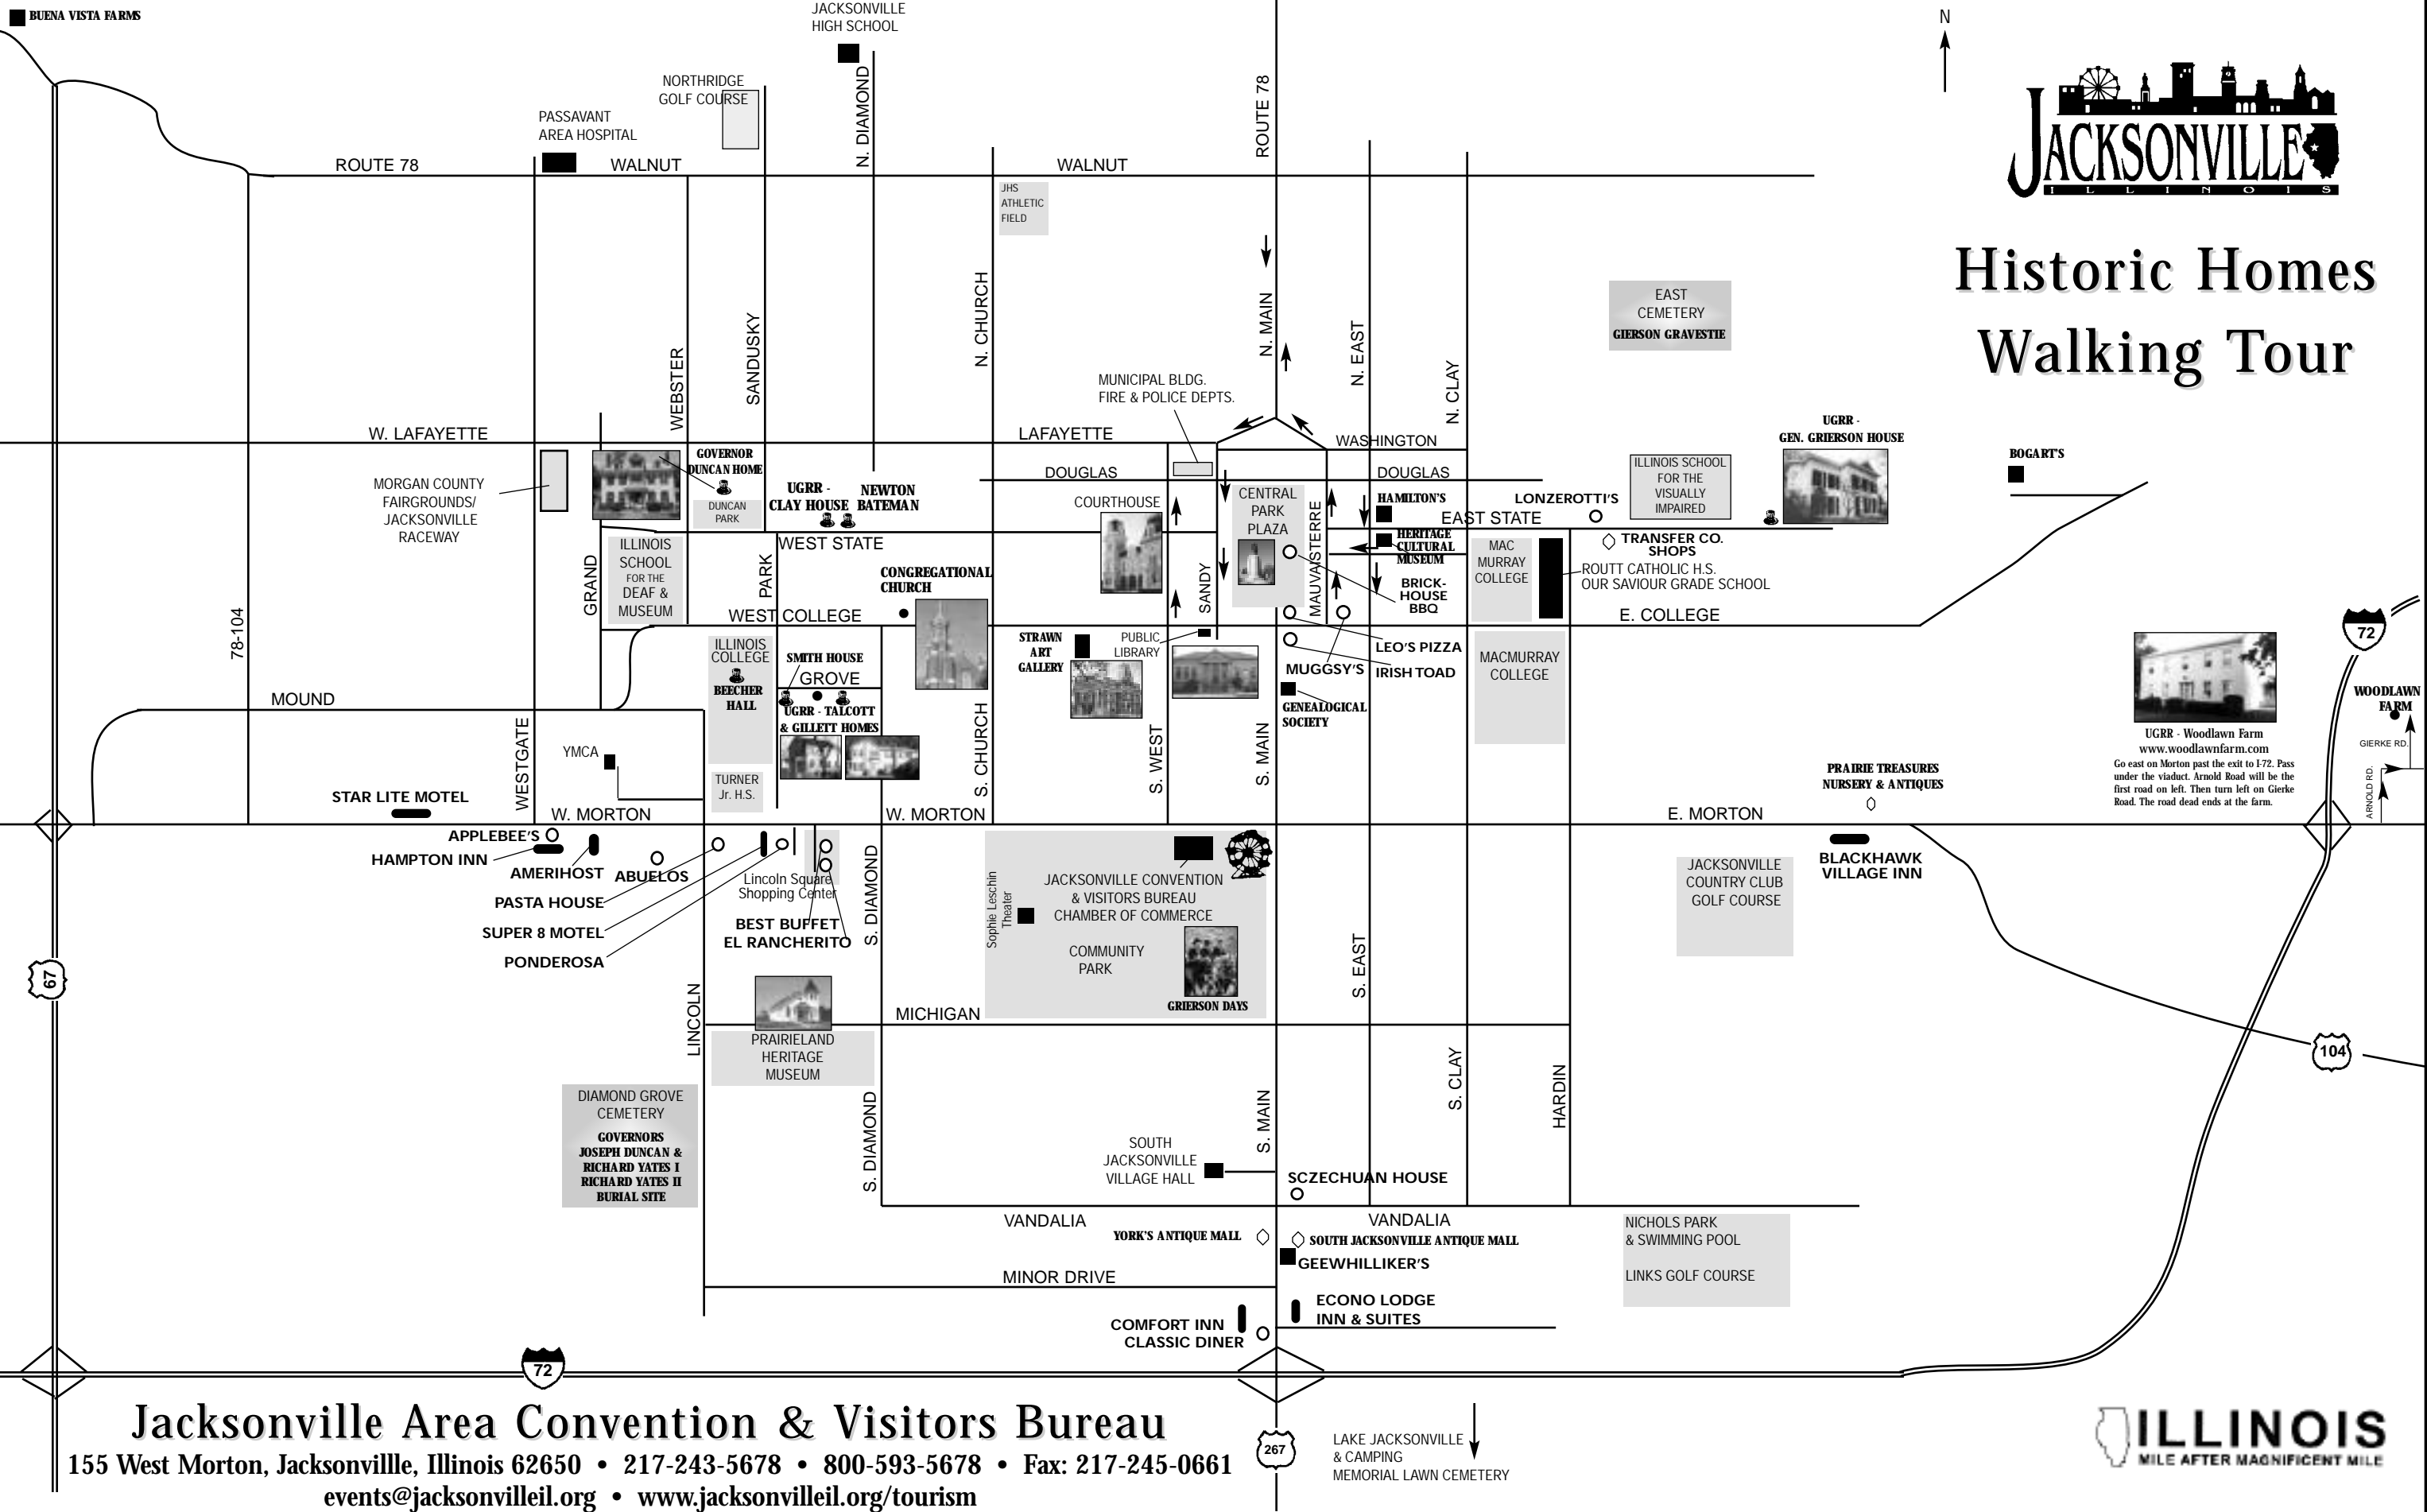 BUENA VISTA FARMS
JACKSONVILLE
HIGH SCHOOL
N
NORTHRIDGE
GOLF COURSE
PASSAVANT
AREA HOSPITAL
N. DIAMOND
ROUTE 78
ROUTE 78
WALNUT
WALNUT
JACKSONVILLE
ILLINOIS
JHS
ATHLETIC
FIELD
Historic Homes
Walking Tour
EAST
CEMETERY
GIERSON GRAVESTIE
WEBSTER
SANDUSKY
N. CHURCH
N. MAIN
N. EAST
N. CLAY
MUNICIPAL BLDG.
FIRE & POLICE DEPTS.
W. LAFAYETTE
LAFAYETTE
WASHINGTON
UGRR -
GEN. GRIERSON HOUSE
BOGART'S
GOVERNOR
DUNCAN HOME
DUNCAN
PARK
MORGAN COUNTY
FAIRGROUNDS/
JACKSONVILLE
RACEWAY
UGRR -
CLAY HOUSE
NEWTON
BATEMAN
DOUGLAS
DOUGLAS
COURTHOUSE
CENTRAL
PARK
PLAZA
HAMILTON'S
LONZEROTTI'S
ILLINOIS SCHOOL
FOR THE
VISUALLY
IMPAIRED
EAST STATE
HERITAGE
CULTURAL
MUSEUM
TRANSFER CO.
SHOPS
MAC
MURRAY
COLLEGE
ROUTT CATHOLIC H.S.
OUR SAVIOUR GRADE SCHOOL
BRICK-
HOUSE
BBQ
MAUVAISTERRE
SANDY
WEST STATE
ILLINOIS
SCHOOL
FOR THE
DEAF &
MUSEUM
GRAND
PARK
CONGREGATIONAL
CHURCH
WEST COLLEGE
E. COLLEGE
78-104
ILLINOIS
COLLEGE
BEECHER
HALL
SMITH HOUSE
GROVE
UGRR - TALCOTT
& GILLETT HOMES
STRAWN
ART
GALLERY
PUBLIC
LIBRARY
LEO'S PIZZA
MUGGSY'S
IRISH TOAD
GENEALOGICAL
SOCIETY
MACMURRAY
COLLEGE
72
WOODLAWN
FARM
GIERKE RD.
ARNOLD RD.
UGRR - Woodlawn Farm
www.woodlawnfarm.com
Go east on Morton past the exit to I-72. Pass
under the viaduct. Arnold Road will be the
first road on left. Then turn left on Gierke
Road. The road dead ends at the farm.
MOUND
WESTGATE
YMCA
TURNER
Jr. H.S.
S. CHURCH
S. WEST
S. MAIN
PRAIRIE TREASURES
NURSERY & ANTIQUES
STAR LITE MOTEL
W. MORTON
W. MORTON
E. MORTON
APPLEBEE'S
HAMPTON INN
AMERIHOST
ABUELOS
PASTA HOUSE
SUPER 8 MOTEL
PONDEROSA
Lincoln Square
Shopping Center
BEST BUFFET
EL RANCHERITO
S. DIAMOND
Sophie Leschin
Theater
JACKSONVILLE CONVENTION
& VISITORS BUREAU
CHAMBER OF COMMERCE
COMMUNITY
PARK
GRIERSON DAYS
BLACKHAWK
VILLAGE INN
JACKSONVILLE
COUNTRY CLUB
GOLF COURSE
67
S. EAST
LINCOLN
MICHIGAN
PRAIRIELAND
HERITAGE
MUSEUM
104
S. CLAY
HARDIN
DIAMOND GROVE
CEMETERY
GOVERNORS
JOSEPH DUNCAN &
RICHARD YATES I
RICHARD YATES II
BURIAL SITE
S. DIAMOND
S. MAIN
SOUTH
JACKSONVILLE
VILLAGE HALL
SCZECHUAN HOUSE
VANDALIA
VANDALIA
YORK'S ANTIQUE MALL
SOUTH JACKSONVILLE ANTIQUE MALL
GEEWHILLIKER'S
NICHOLS PARK
& SWIMMING POOL
LINKS GOLF COURSE
MINOR DRIVE
ECONO LODGE
INN & SUITES
COMFORT INN
CLASSIC DINER
72
Jacksonville Area Convention & Visitors Bureau
155 West Morton, Jacksonvillle, Illinois 62650 • 217-243-5678 • 800-593-5678 • Fax: 217-245-0661
events@jacksonvilleil.org • www.jacksonvilleil.org/tourism
267
LAKE JACKSONVILLE
& CAMPING
MEMORIAL LAWN CEMETERY
ILLINOIS
MILE AFTER MAGNIFICENT MILE